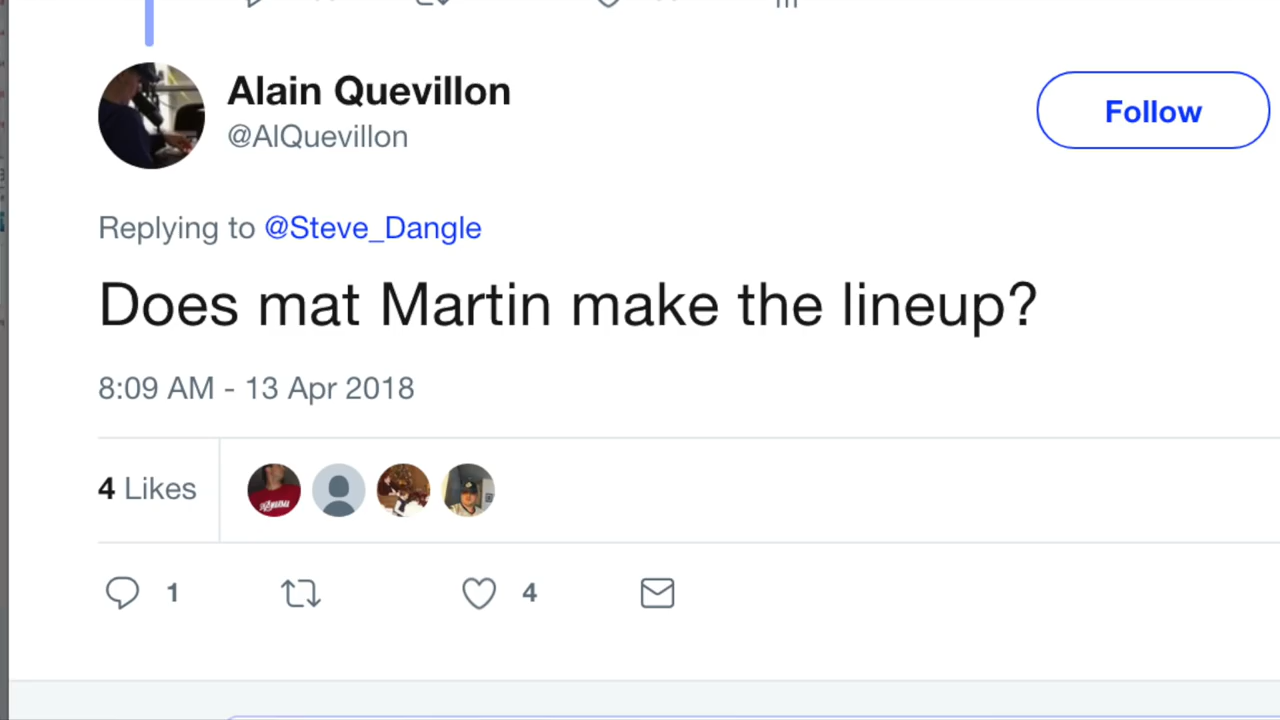 Alain Quevillon
@AlQuevillon
Follow
Replying to @Steve_Dangle
Does mat Martin make the lineup?
8:09 AM - 13 Apr 2018
4 Likes
1
4